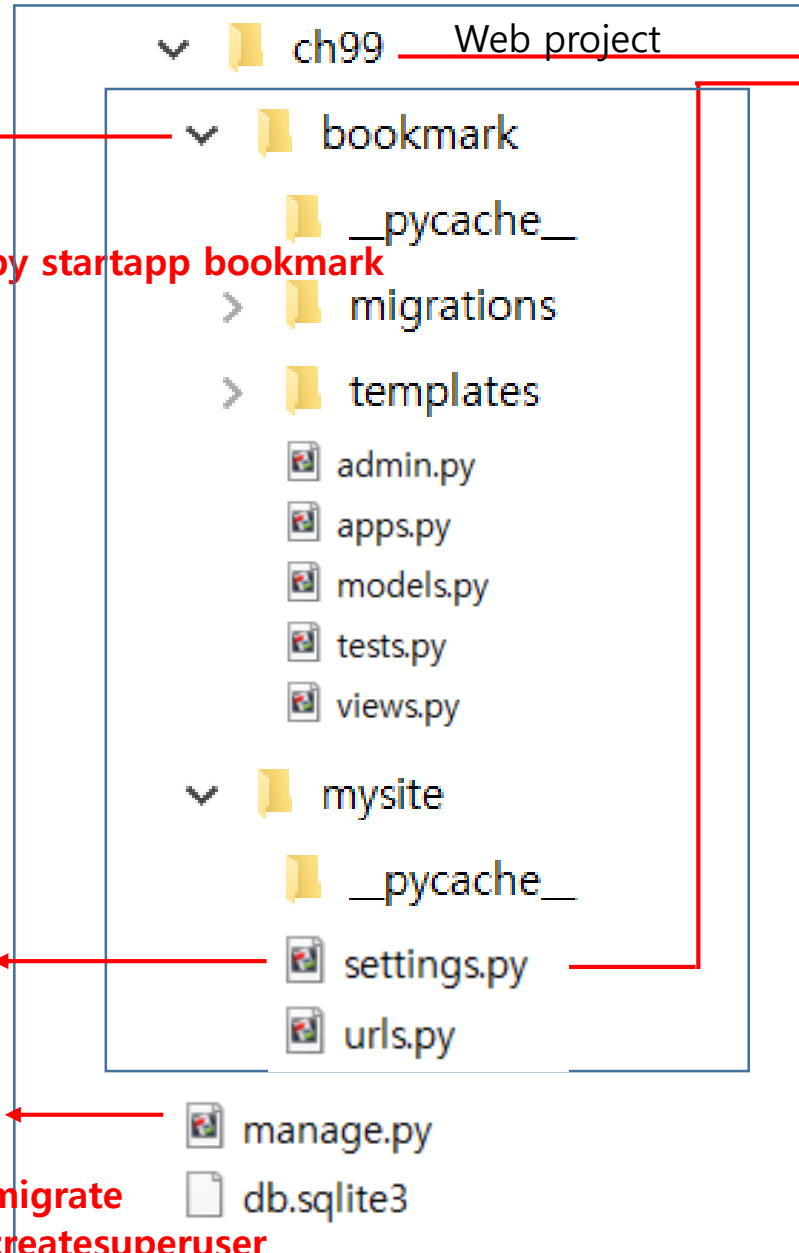 ch99 Web project
bookmark
__pycache__
py startapp bookmark
migrations
templates
admin.py
apps.py
models.py
tests.py
views.py
mysite
__pycache__
settings.py
urls.py
manage.py
migrate
db.sqlite3
createsuperuser